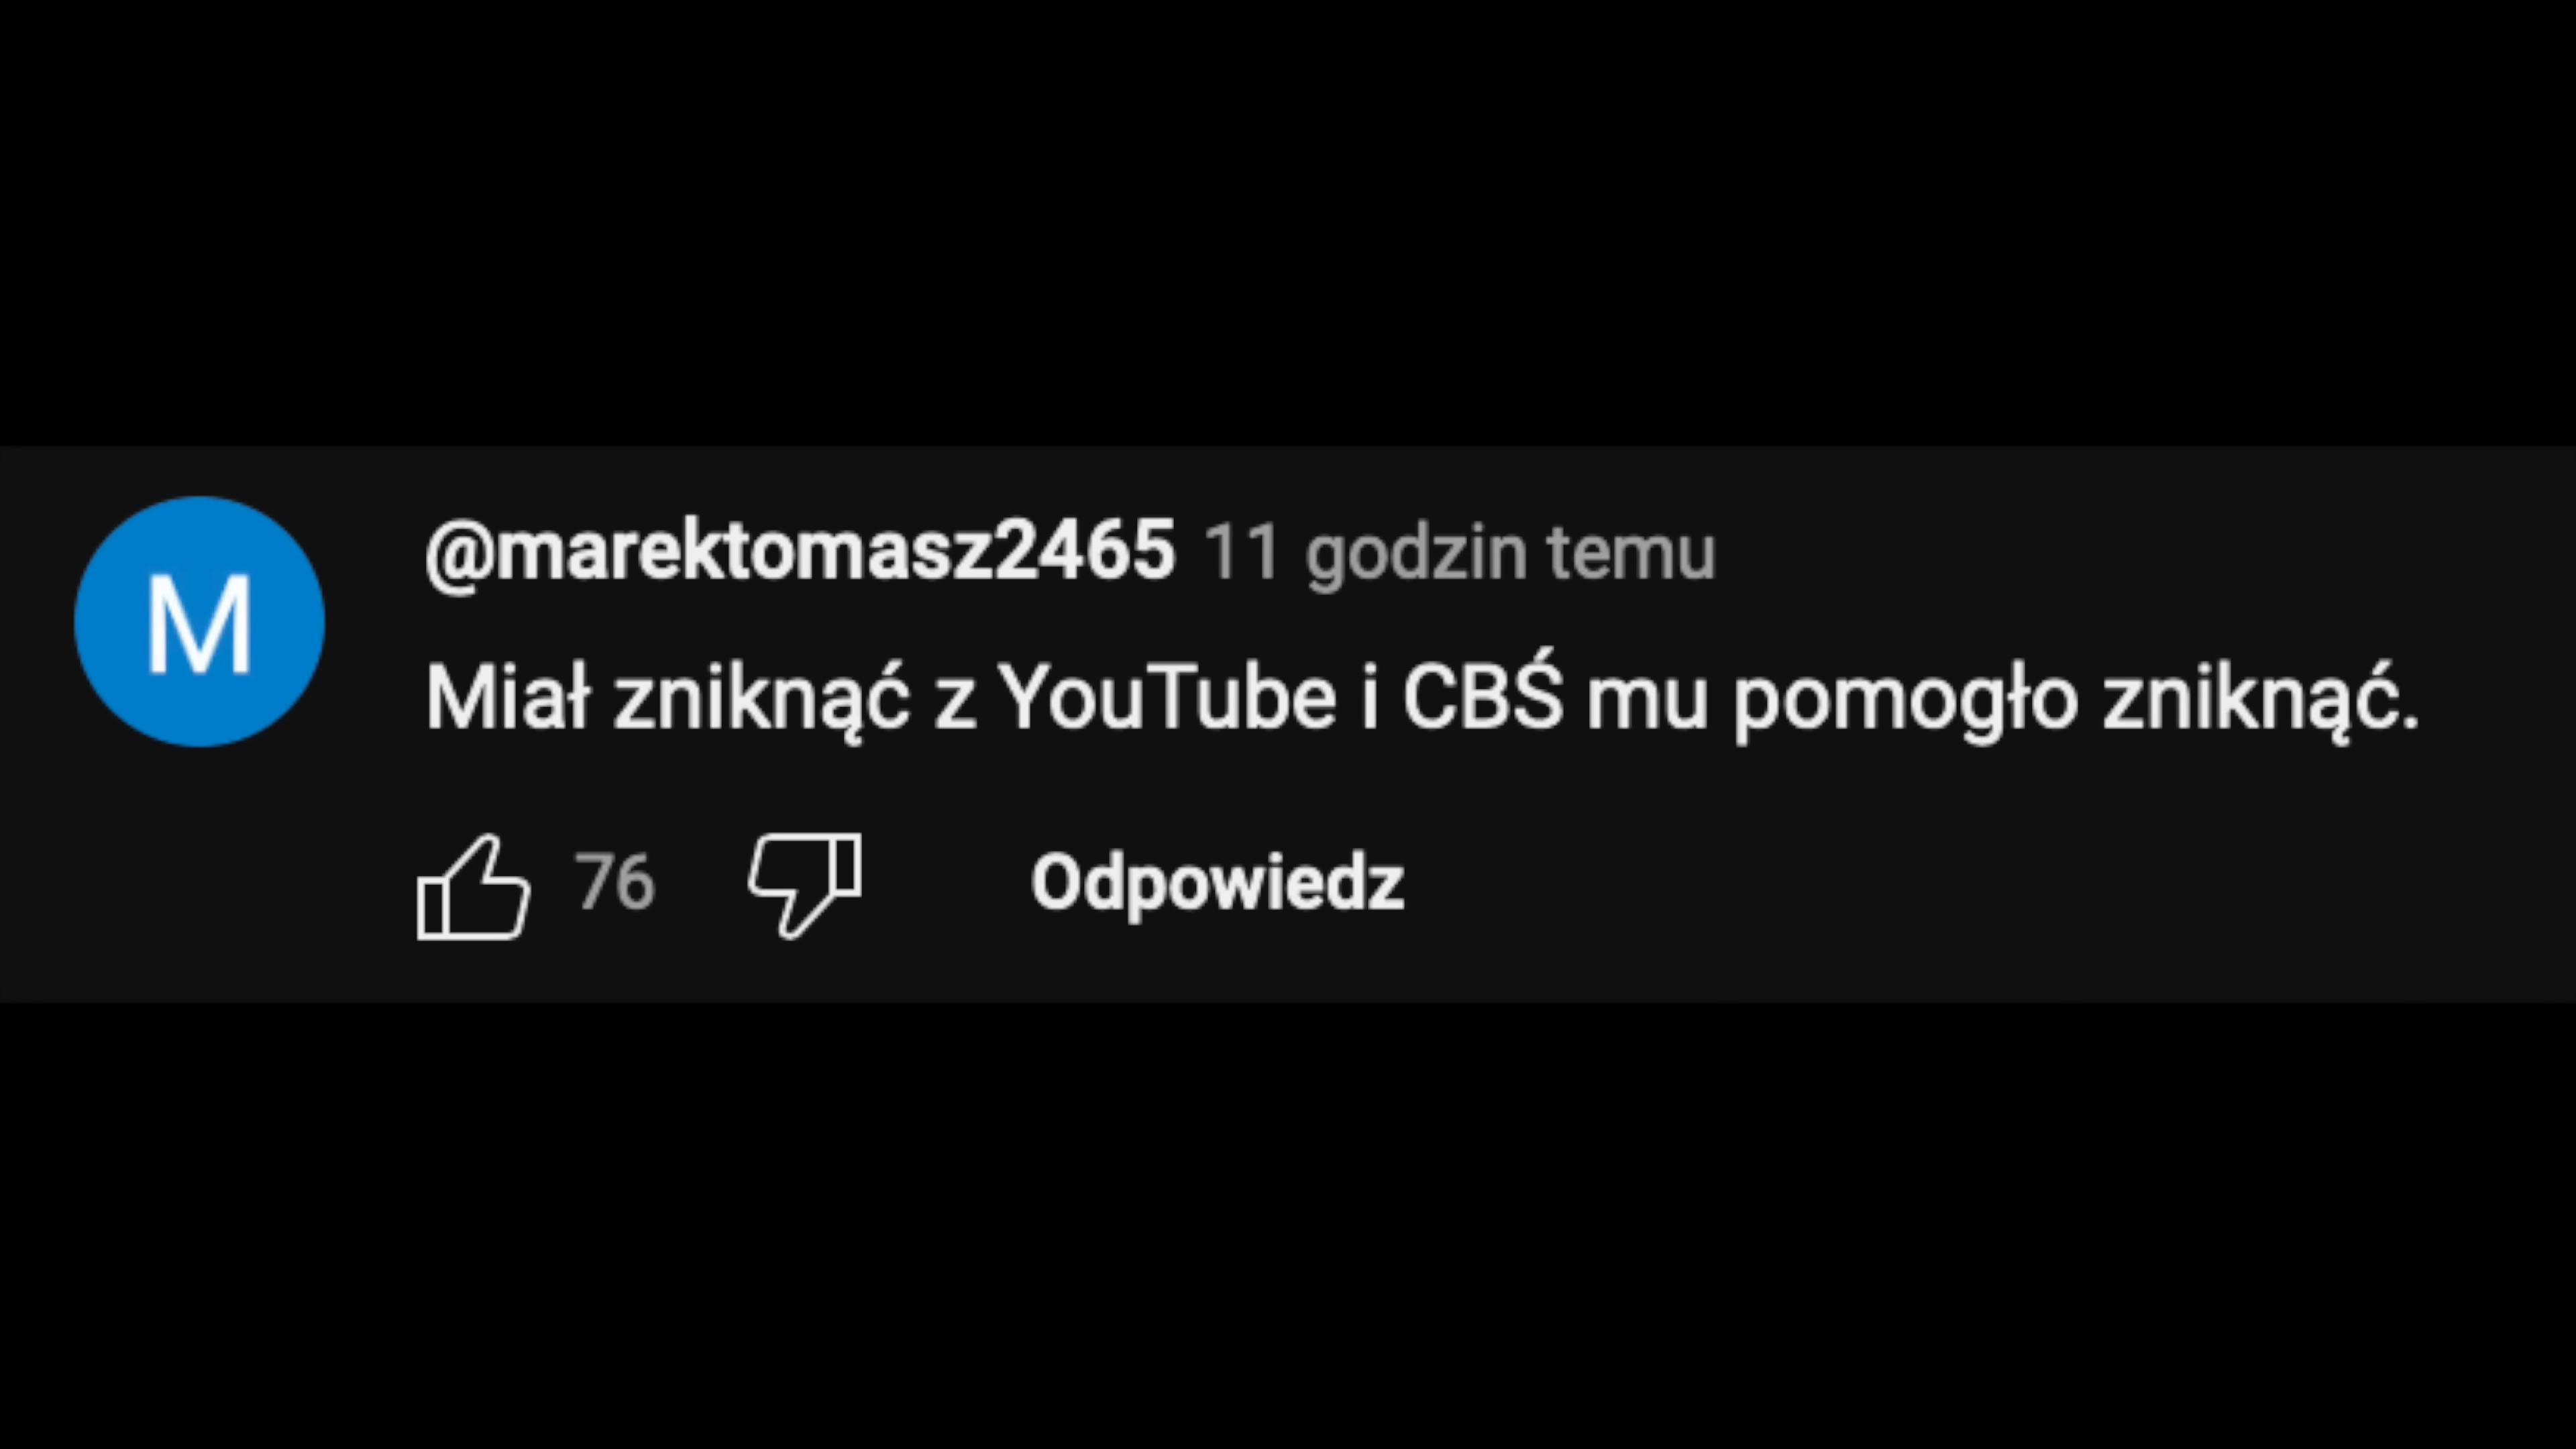 M
@marektomasz2465 11 godzin temu
Miał zniknąć z YouTube i CBŚ mu pomogło zniknąć.
76 Odpowiedz